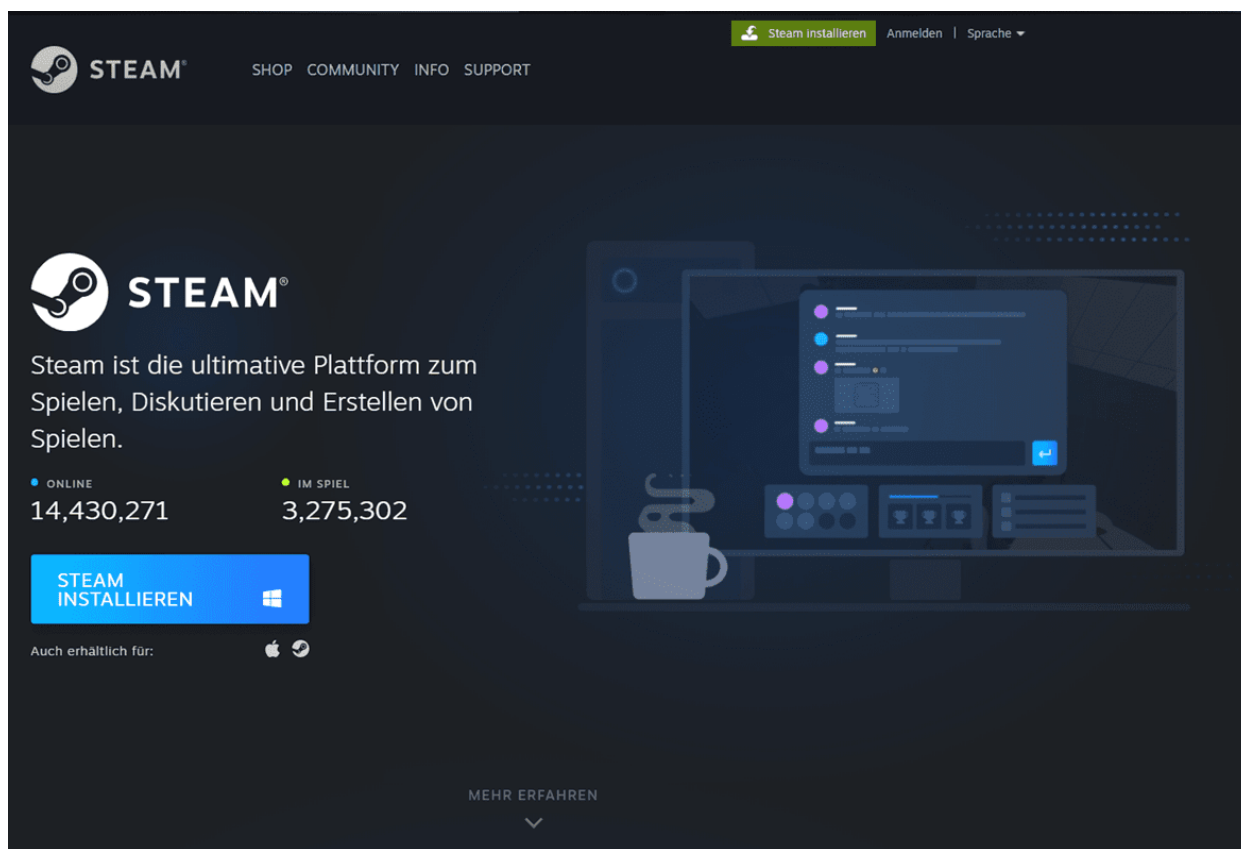 Steam installieren Anmelden | Sprache
STEAM® SHOP COMMUNITY INFO SUPPORT
STEAM®
Steam ist die ultimative Plattform zum
Spielen, Diskutieren und Erstellen von
Spielen.
ONLINE IM SPIEL
14,430,271 3,275,302
STEAM
INSTALLIEREN
Auch erhältlich für:
MEHR ERFAHREN